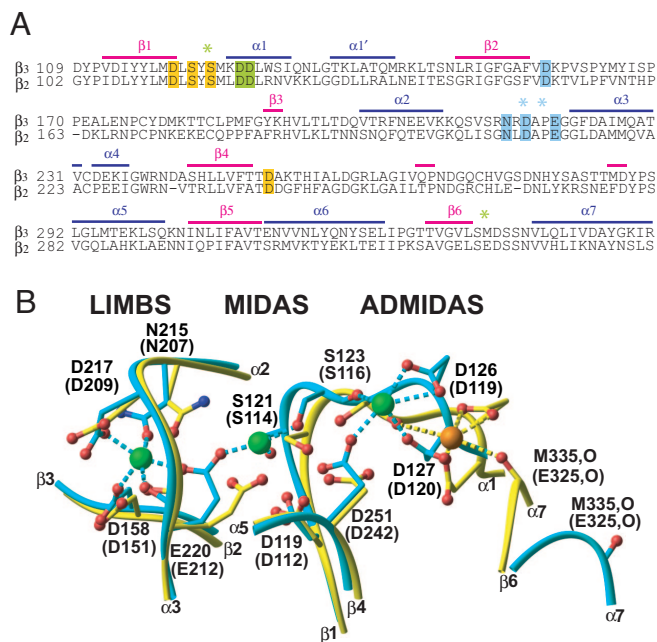 A
β1 * α1 α1′ β2
β3 109 DYPVDIYYLMDLSYSMKDDLWSIQNLGTKLATQMRKLTSNLRIGFGAFVDKPVSPYMYISP
β2 102 GYPIDLYYLMDLSYSMLDDLRNVKKLGGDLLRALNEITESGRIGFGSFVDKTVLPFVNTHP
β3 α2 * * α3
β3 170 PEALENPCYDMKTTCLPMFGYKHVLTLTDQVTRFNEEVKKQSVSRNRDAPEGGFDAIMQAT
β2 163 -DKLRNPCPNKEKECQPPFAFRHVLKLTNNSNQFQTEVGKQLISGNLDAPEGGLDAMMQVA
α4 β4 QP
β3 231 VCDEKIGWRNDASHLLVFTTDAKTHIALDGRLAGIVQPNDGQCHVGSDNHYSASTTMDYPS
β2 223 ACPEEIGWRN-VTRLLVFATDDGFHFAGDGKLGAILTPNDGRCHLE-DNLYKRSNEFDYPS
α5 β5 α6 β6 * α7
β3 292 LGLMTEKLSQKNINLIFAVTENVVNLYQNYSELIPGTTVGVLSMDSSNVLQLIVDAYGKIR
β2 282 VGQLAHKLAENNIQPIFAVTSRMVKTYEKLTEIIPKSAVGELSEDSSNVVHLIKNAYNSLS
B LIMBS MIDAS ADMIDAS
N215
(N207)
D217
(D209)
α2
S121
(S114)
S123
(S116)
D126
(D119)
β3
D158
(D151)
E220
(E212)
β2
α3
α5
D119
(D112)
β1
D251
(D242)
β4
D127
(D120)
α1
M335,O
(E325,O)
α7
β6
M335,O
(E325,O)
α7